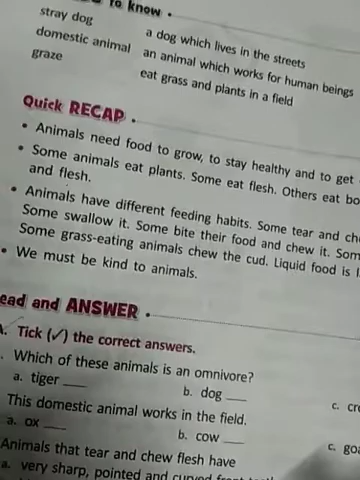 to know
stray dog a dog which lives in the streets
domestic animal an animal which works for human beings
graze eat grass and plants in a field
Quick RECAP
• Animals need food to grow, to stay healthy and to get
• Some animals eat plants. Some eat flesh. Others eat bo
and flesh.
• Animals have different feeding habits. Some tear and ch
Some swallow it. Some bite their food and chew it. Som
Some grass-eating animals chew the cud. Liquid food is l
• We must be kind to animals.
ead and ANSWER
A. Tick (✓) the correct answers.
. Which of these animals is an omnivore?
a. tiger ___ b. dog ___ c. cr
This domestic animal works in the field.
a. ox ___ b. cow ___ c. goa
Animals that tear and chew flesh have
a. very sharp, pointed and curved front